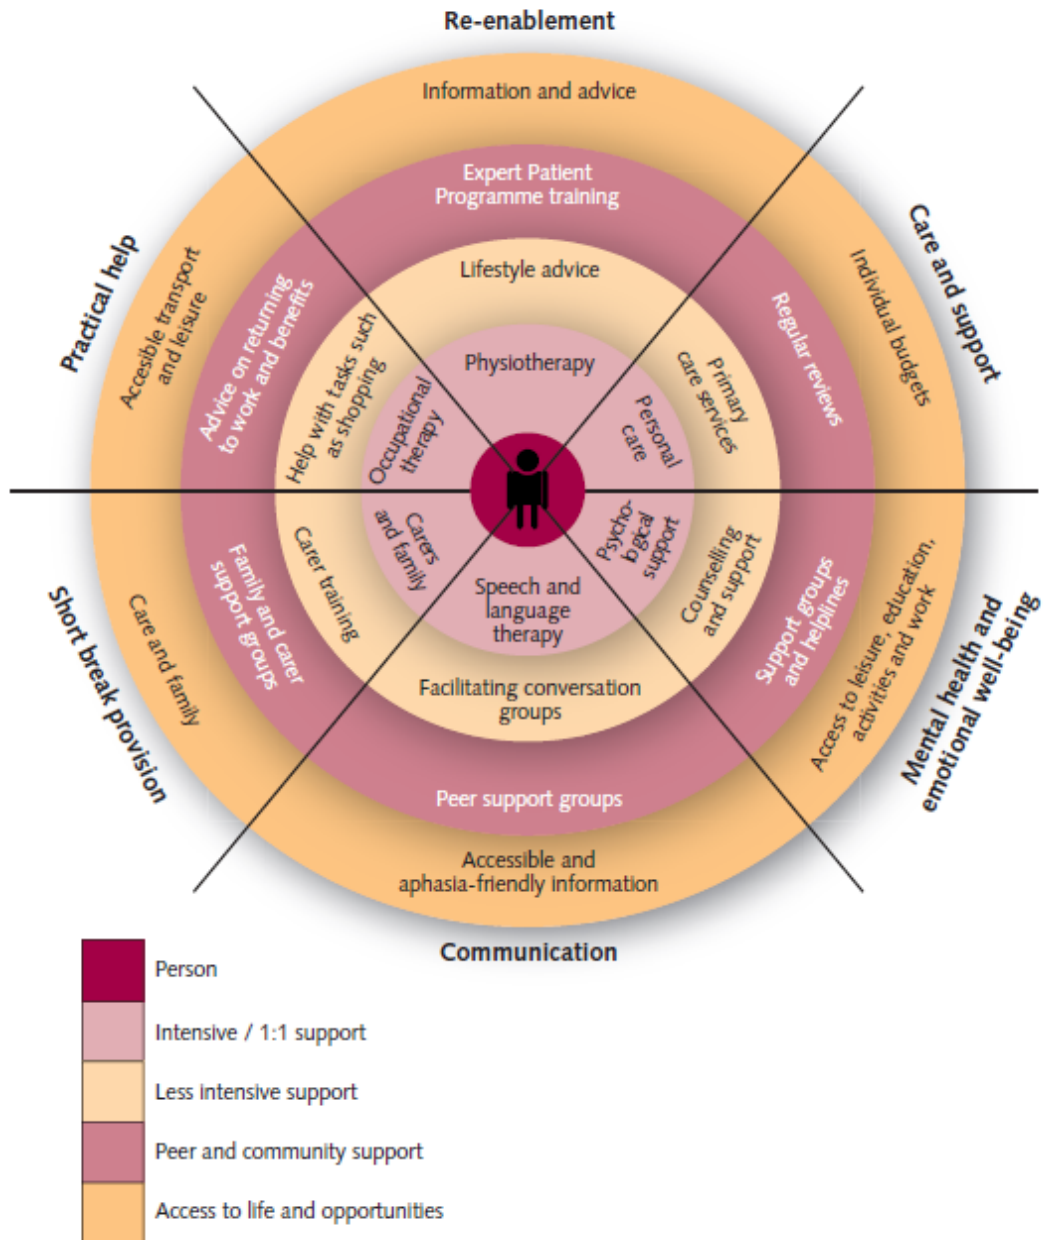 Re-enablement
Information and advice
Expert Patient
Programme training
Lifestyle advice
Physiotherapy
Care and support
Individual budgets
Regular reviews
Primary
care services
Personal
care
Mental health and
emotional well-being
Access to leisure, education,
activities and work
Support groups
and helplines
Counselling
and support
Psycho-
logical
support
Speech and
language
therapy
Facilitating conversation
groups
Peer support groups
Accessible and
aphasia-friendly information
Communication
Short break provision
Care and family
Family and carer
support groups
Carer training
Carers
and family
Practical help
Accesible transport
and leisure
Advice on returning
to work and benefits
Help with tasks such
as shopping
Occupational
therapy
Person
Intensive / 1:1 support
Less intensive support
Peer and community support
Access to life and opportunities